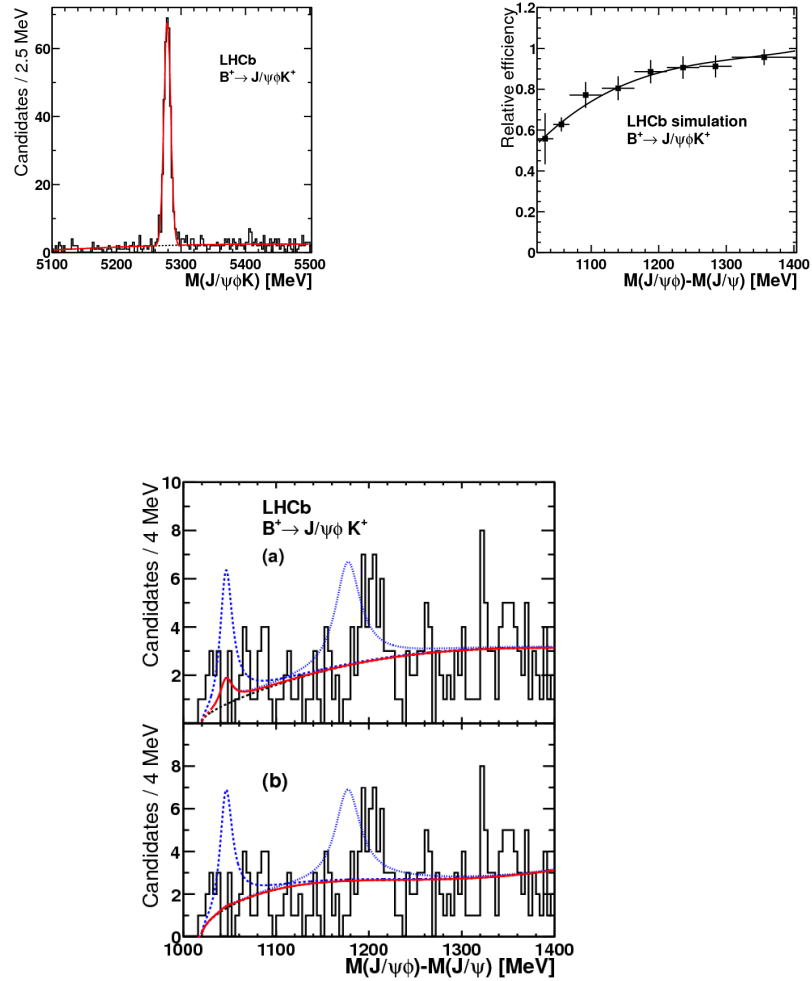 Candidates / 2.5 MeV
60
40
20
0
LHCb
B⁺→ J/ψϕK⁺
5100 5200 5300 5400 5500
M(J/ψϕK) [MeV]
Relative efficiency
1.2
1
0.8
0.6
0.4
0.2
0
LHCb simulation
B⁺→ J/ψϕK⁺
1100 1200 1300 1400
M(J/ψϕ)-M(J/ψ) [MeV]
Candidates / 4 MeV
10
8
6
4
2
LHCb
B⁺→ J/ψϕ K⁺
(a)
Candidates / 4 MeV
8
6
4
2
0
(b)
1000 1100 1200 1300 1400
M(J/ψϕ)-M(J/ψ) [MeV]